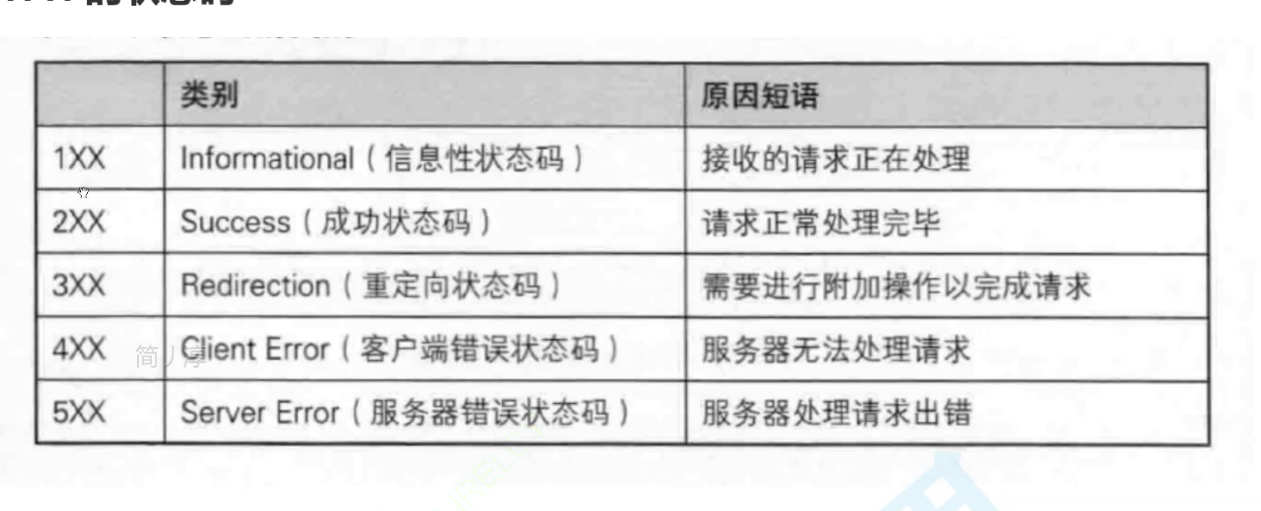 的状态码
类别 原因短语
1XX Informational（信息性状态码） 接收的请求正在处理
2XX Success（成功状态码） 请求正常处理完毕
3XX Redirection（重定向状态码） 需要进行附加操作以完成请求
4XX Client Error（客户端错误状态码） 服务器无法处理请求
5XX Server Error（服务器错误状态码） 服务器处理请求出错